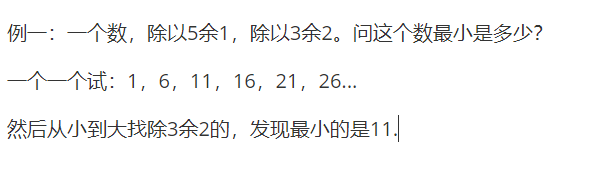 例一：一个数，除以5余1，除以3余2。问这个数最小是多少？
一个一个试：1，6，11，16，21，26...
然后从小到大找除3余2的，发现最小的是11.